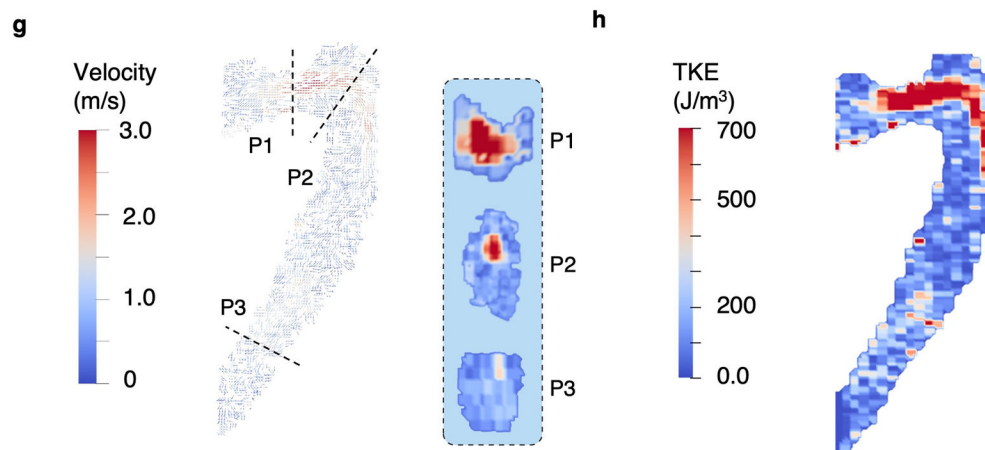 g
Velocity
(m/s)
3.0
2.0
1.0
0
P1
P2
P3
P1
P2
P3
h
TKE
(J/m³)
700
500
200
0.0